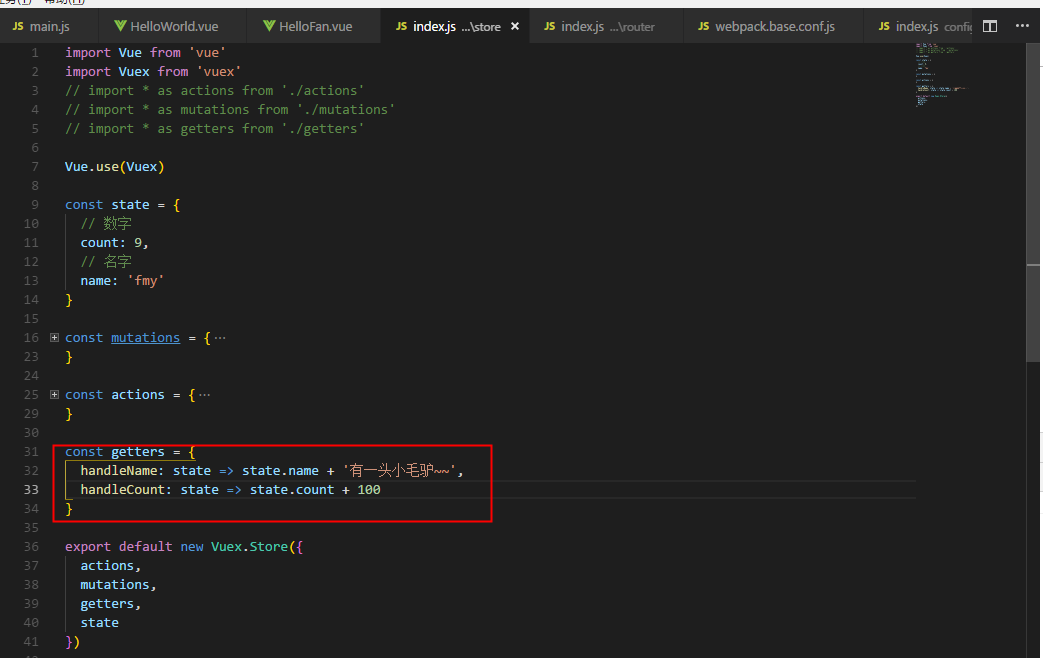 JS main.js HelloWorld.vue HelloFan.vue JS index.js ...\store × JS index.js ...\router JS webpack.base.conf.js JS index.js config
1 import Vue from 'vue'
2 import Vuex from 'vuex'
3 // import * as actions from './actions'
4 // import * as mutations from './mutations'
5 // import * as getters from './getters'
6
7 Vue.use(Vuex)
8
9 const state = {
10 // 数字
11 count: 9,
12 // 名字
13 name: 'fmy'
14 }
15
16 const mutations = {···
23 }
24
25 const actions = {···
29 }
30
31 const getters = {
32 handleName: state => state.name + '有一头小毛驴~~',
33 handleCount: state => state.count + 100
34 }
35
36 export default new Vuex.Store({
37 actions,
38 mutations,
39 getters,
40 state
41 })